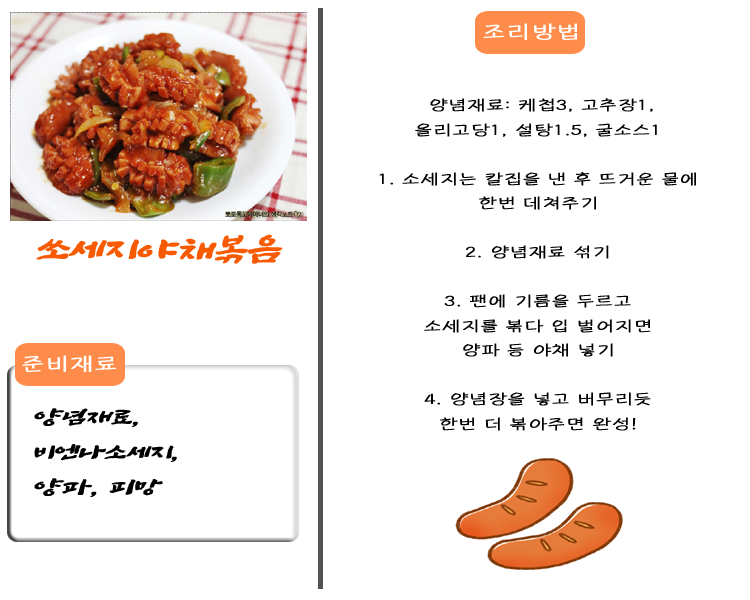 쏘세지야채볶음
준비재료
양념재료,
비엔나소세지,
양파, 피망
조리방법
양념재료: 케첩3, 고추장1,
올리고당1, 설탕1.5, 굴소스1
1. 소세지는 칼집을 낸 후 뜨거운 물에
한번 데쳐주기
2. 양념재료 섞기
3. 팬에 기름을 두르고
소세지를 볶다 입 벌어지면
양파 등 야채 넣기
4. 양념장을 넣고 버무리듯
한번 더 볶아주면 완성!